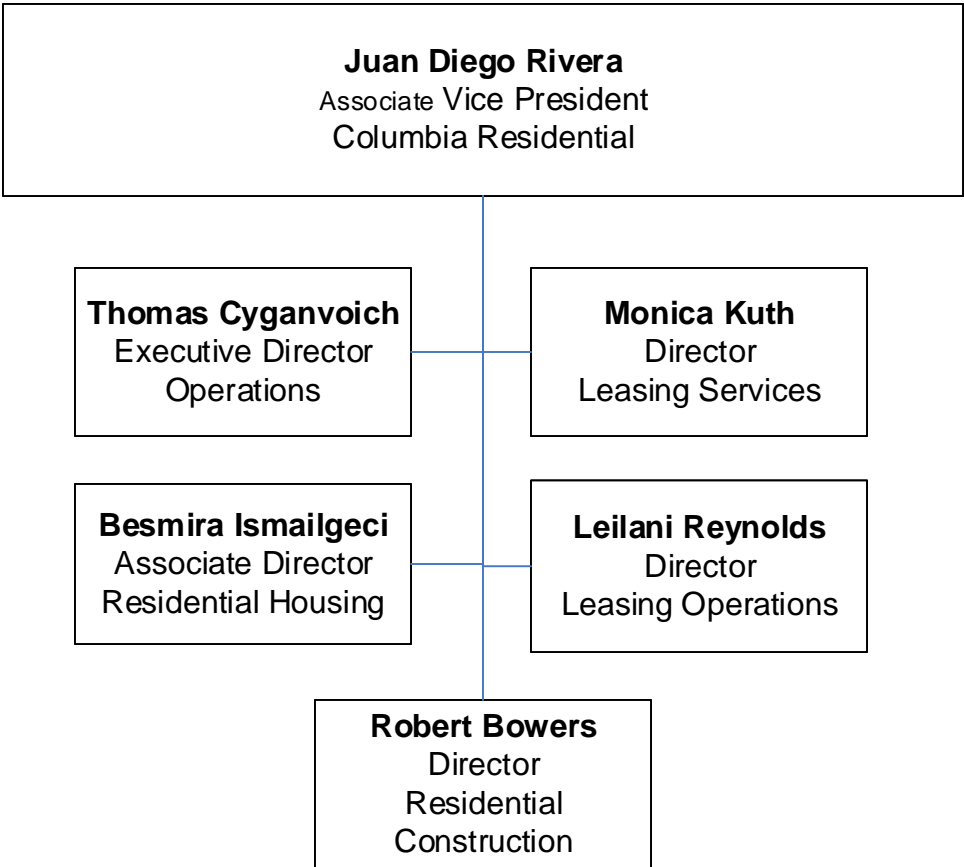 Juan Diego Rivera
Associate Vice President
Columbia Residential
Thomas Cyganvoich
Executive Director
Operations
Monica Kuth
Director
Leasing Services
Besmira Ismailgeci
Associate Director
Residential Housing
Leilani Reynolds
Director
Leasing Operations
Robert Bowers
Director
Residential
Construction